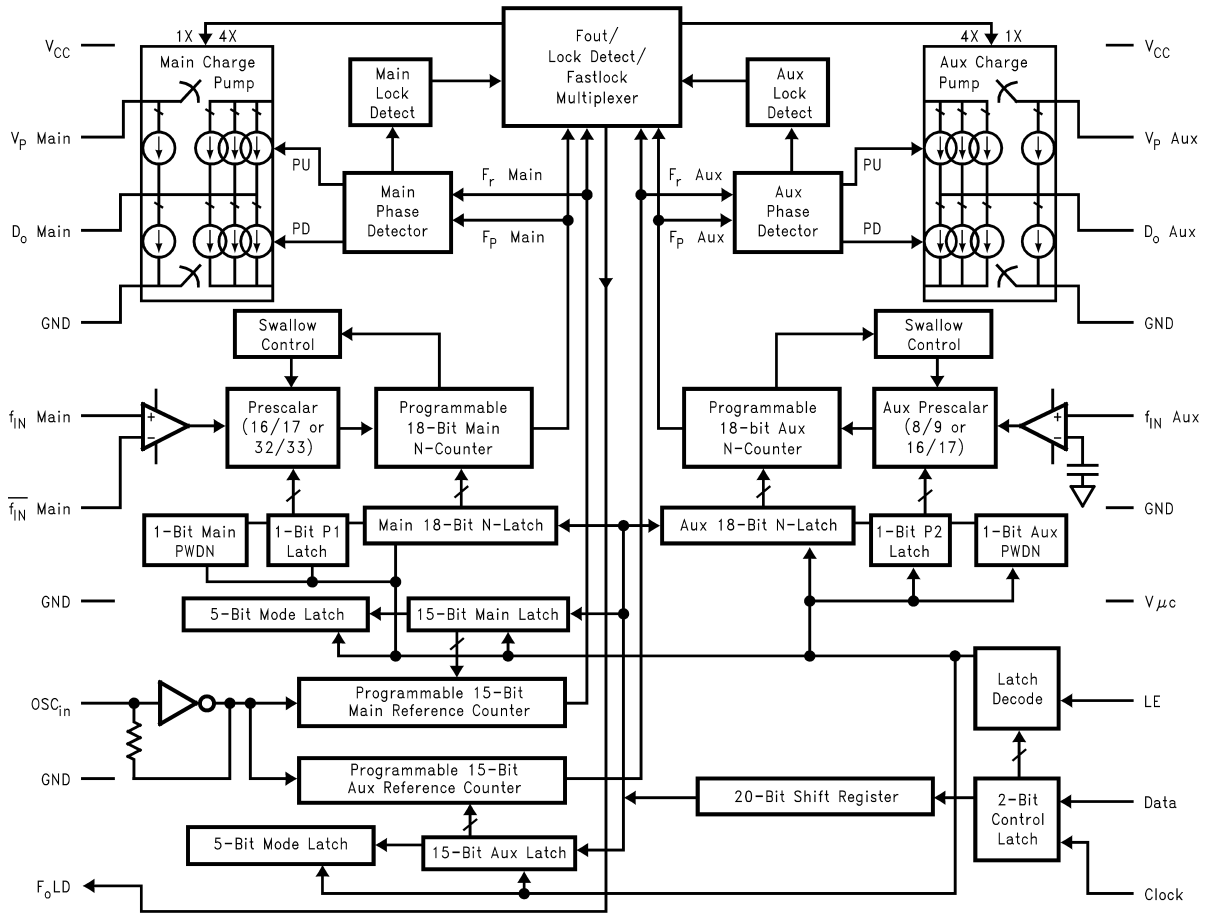 Fout/
Lock Detect/
Fastlock
Multiplexer
1X 4X
4X 1X
V_CC
Main Charge
Pump
Main
Lock
Detect
Aux
Lock
Detect
Aux Charge
Pump
V_CC
V_P Main
V_P Aux
PU
F_r Main
F_r Aux
PU
Main
Phase
Detector
Aux
Phase
Detector
D_o Main
PD
F_p Main
F_p Aux
PD
D_o Aux
GND
GND
Swallow
Control
Swallow
Control
f_IN Main
+
−
Prescalar
(16/17 or
32/33)
Programmable
18-Bit Main
N-Counter
Programmable
18-bit Aux
N-Counter
Aux Prescalar
(8/9 or
16/17)
+
−
f_IN Aux
f̅_I̅N̅ Main
GND
1-Bit Main
PWDN
1-Bit P1
Latch
Main 18-Bit N-Latch
Aux 18-Bit N-Latch
1-Bit P2
Latch
1-Bit Aux
PWDN
GND
5-Bit Mode Latch
15-Bit Main Latch
Vμc
OSC_in
Programmable 15-Bit
Main Reference Counter
Latch
Decode
LE
GND
Programmable 15-Bit
Aux Reference Counter
20-Bit Shift Register
2-Bit
Control
Latch
Data
5-Bit Mode Latch
15-Bit Aux Latch
F_oLD
Clock